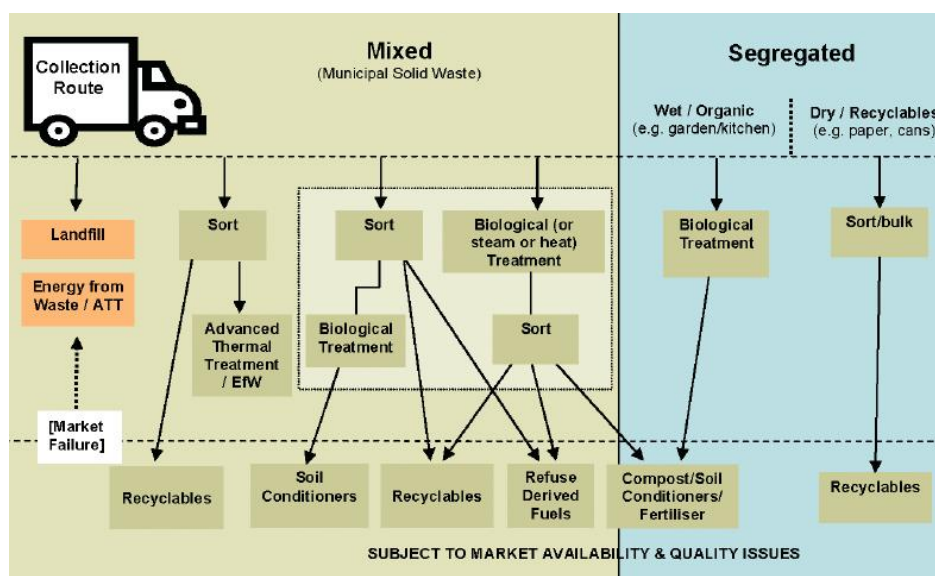 Collection
Route
Mixed
(Municipal Solid Waste)
Segregated
Wet / Organic
(e.g. garden/kitchen)
Dry / Recyclables
(e.g. paper, cans)
Landfill
Energy from
Waste / ATT
[Market
Failure]
Sort
Advanced
Thermal
Treatment
/ EfW
Sort
Biological
Treatment
Biological (or
steam or heat)
Treatment
Sort
Biological
Treatment
Sort/bulk
Recyclables
Soil
Conditioners
Recyclables
Refuse
Derived
Fuels
Compost/Soil
Conditioners/
Fertiliser
Recyclables
SUBJECT TO MARKET AVAILABILITY & QUALITY ISSUES